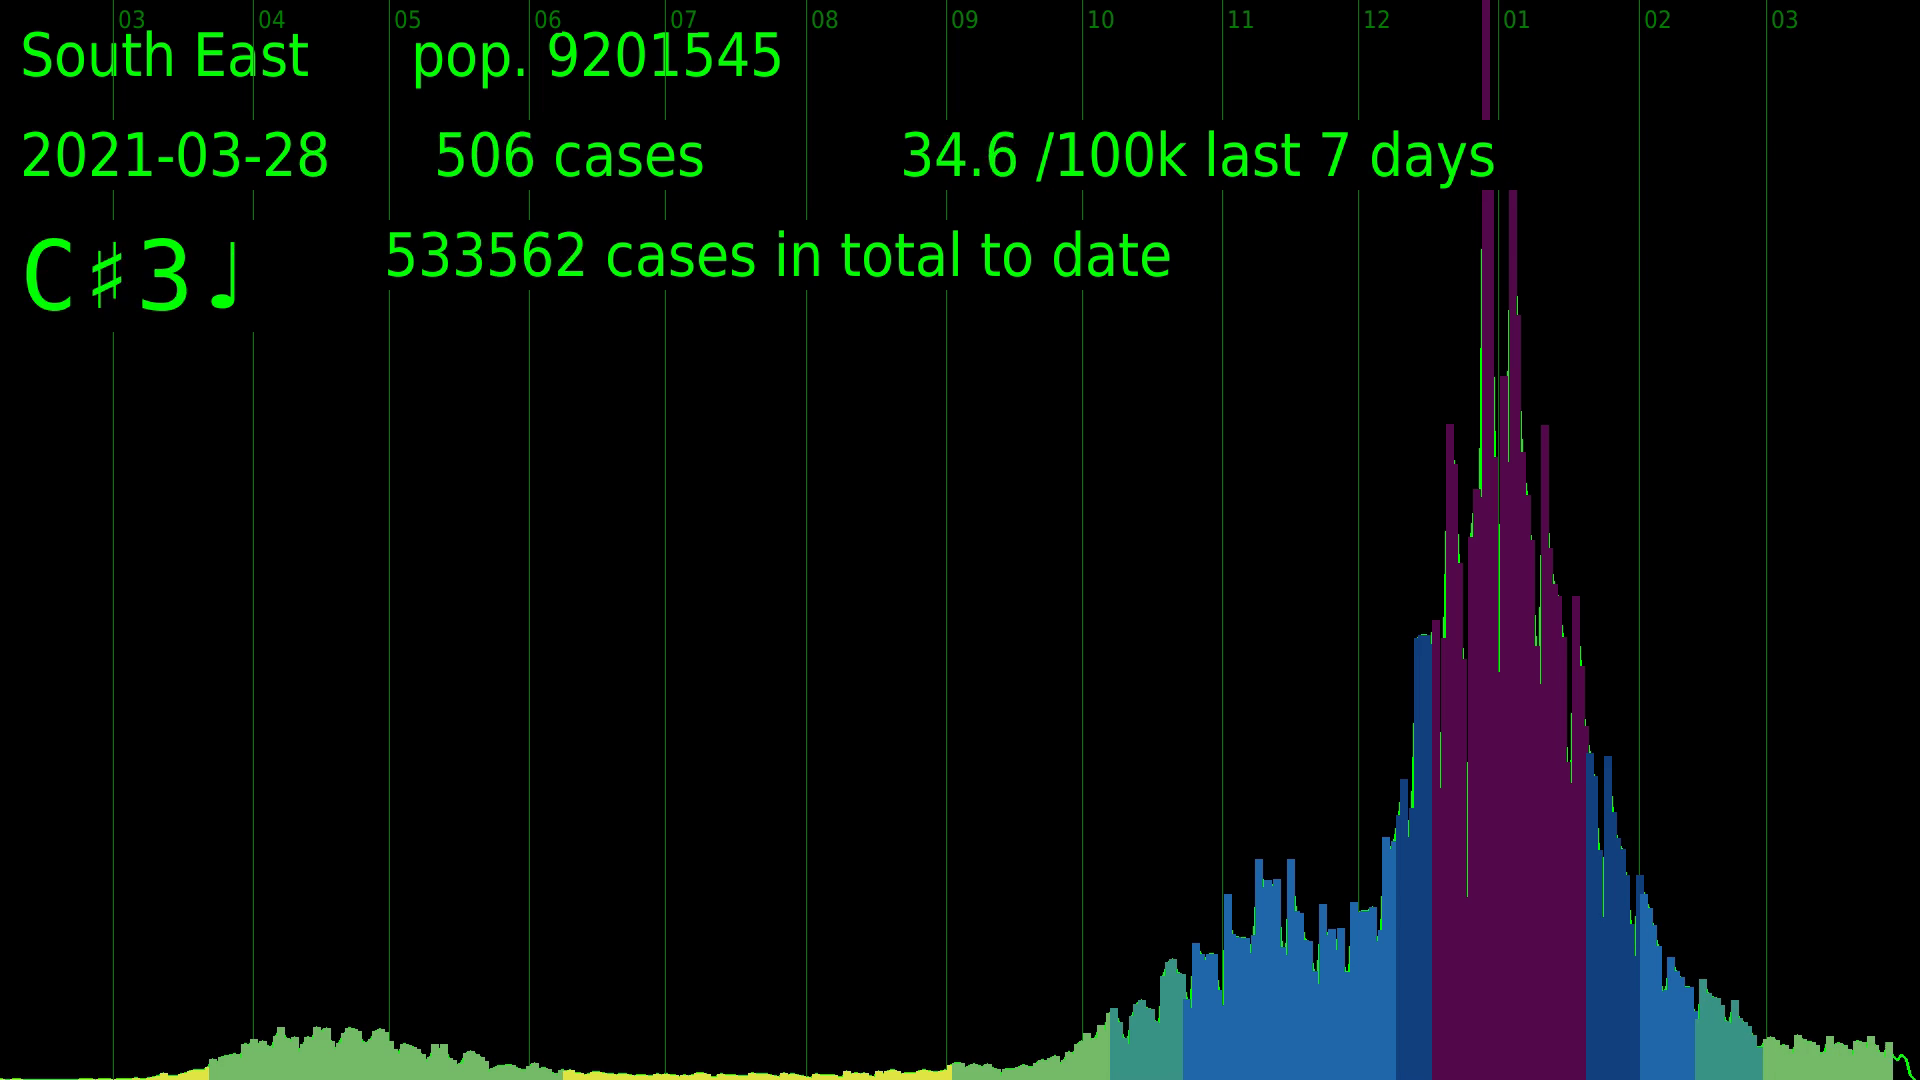 03 04 05 06 07 08 09 10 11 12 01 02 03
South East pop. 9201545
2021-03-28 506 cases 34.6 /100k last 7 days
C♯3♩ 533562 cases in total to date